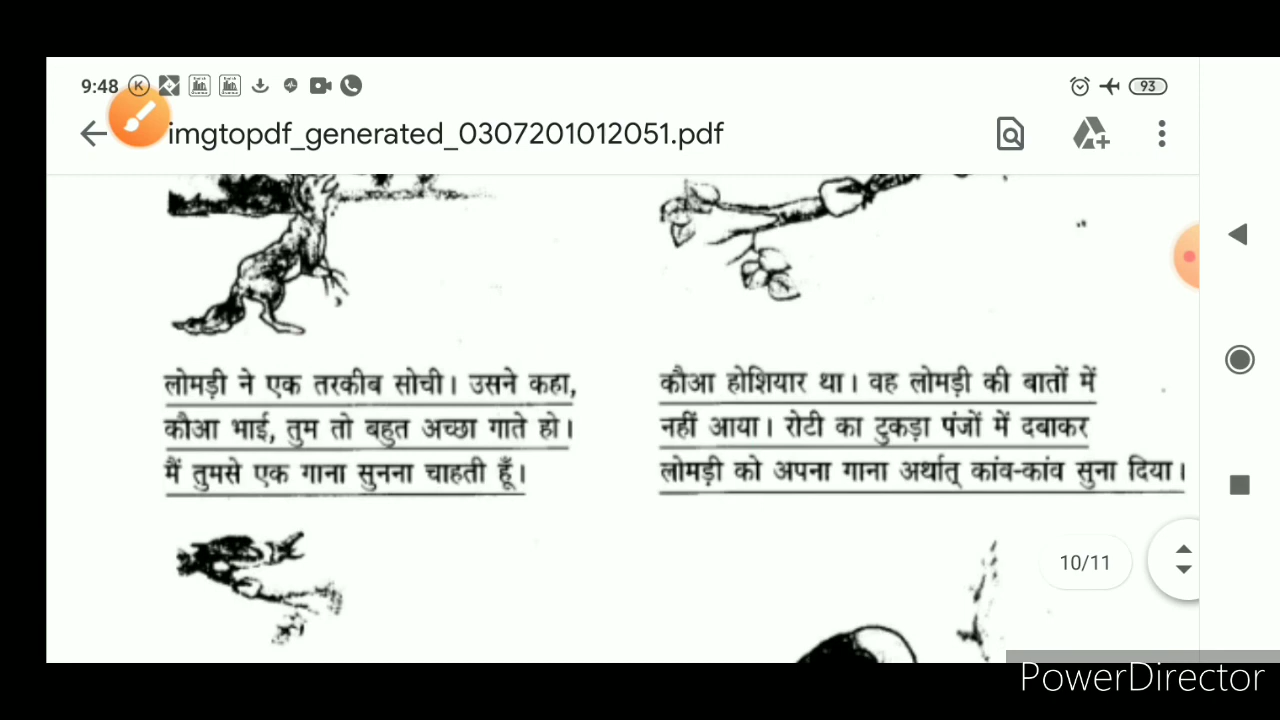 9:48
93
imgtopdf_generated_0307201012051.pdf
लोमड़ी ने एक तरकीब सोची। उसने कहा,
कौआ भाई, तुम तो बहुत अच्छा गाते हो।
मैं तुमसे एक गाना सुनना चाहती हूँ।
कौआ होशियार था। वह लोमड़ी की बातों में
नहीं आया। रोटी का टुकड़ा पंजों में दबाकर
लोमड़ी को अपना गाना अर्थात् कांव-कांव सुना दिया।
10/11
PowerDirector